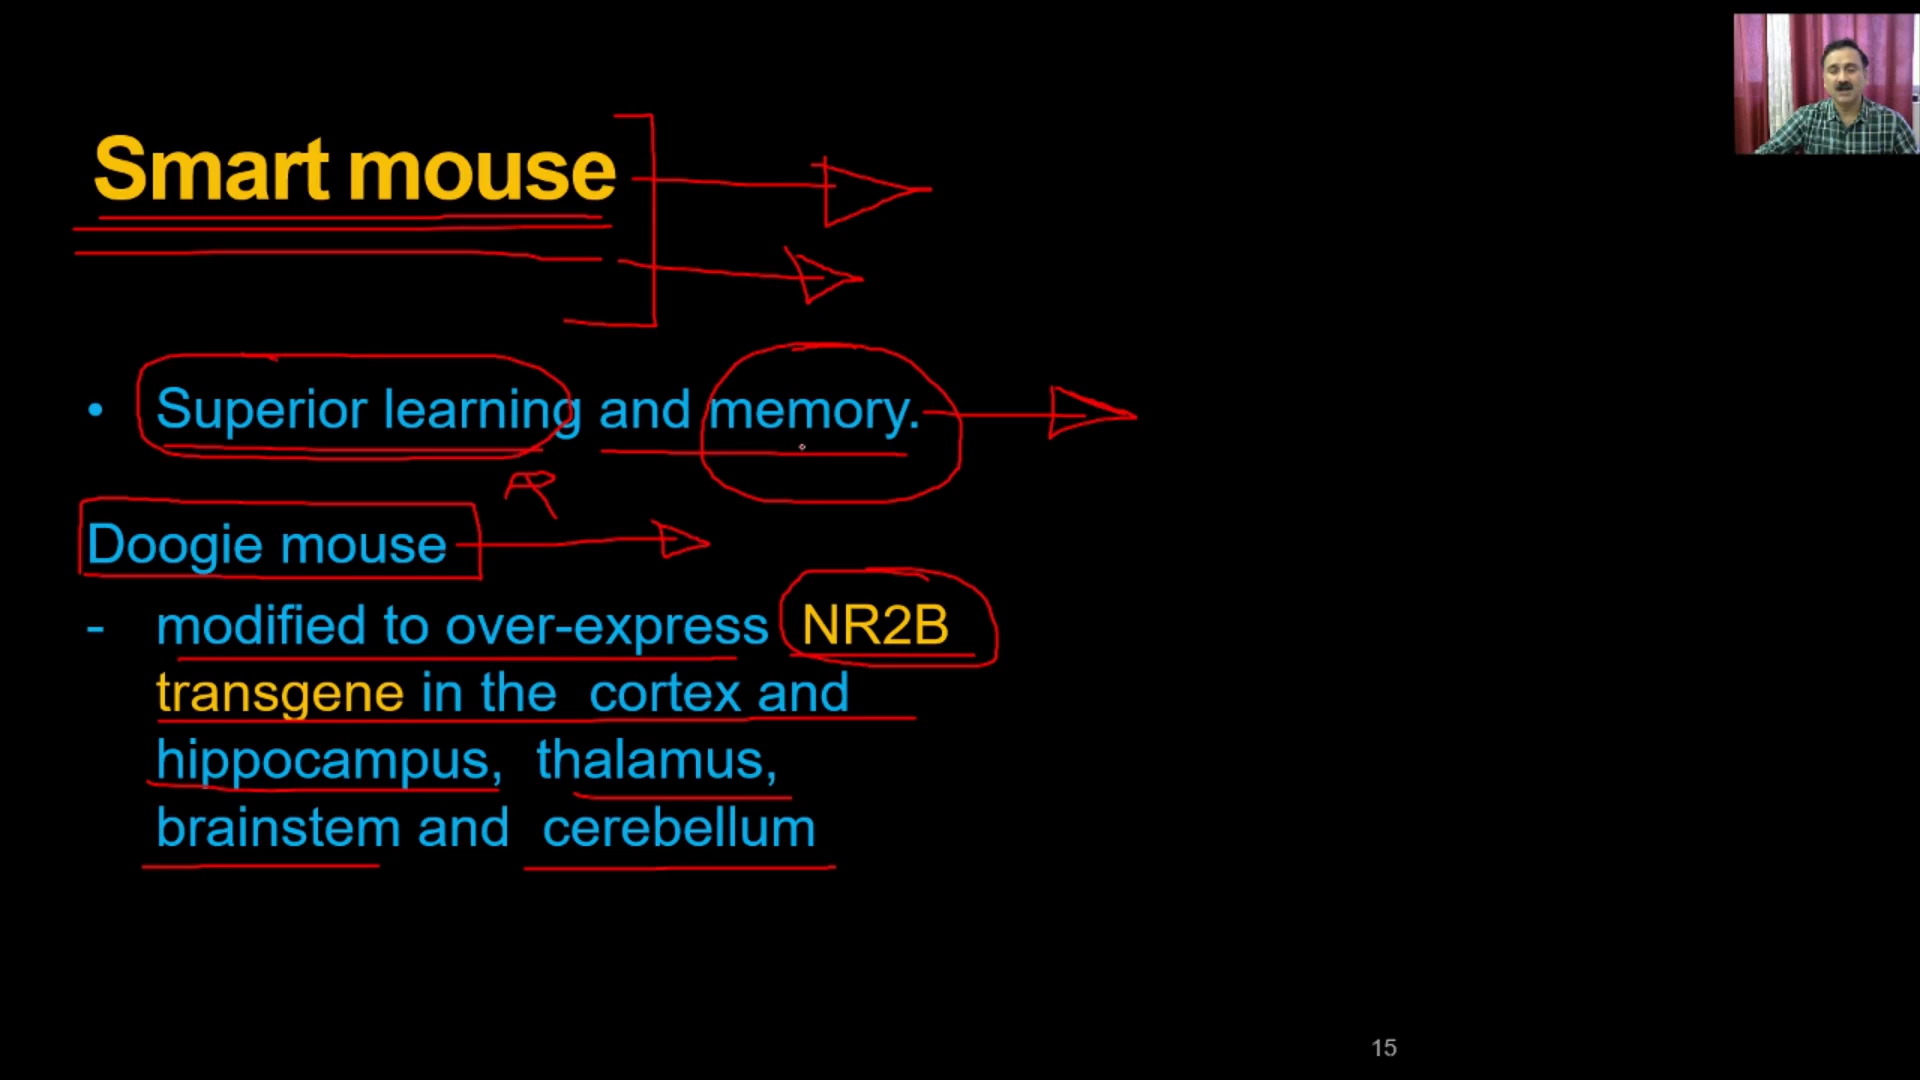 Smart mouse
• Superior learning and memory.
R
Doogie mouse
- modified to over-express NR2B
transgene in the cortex and
hippocampus, thalamus,
brainstem and cerebellum
15